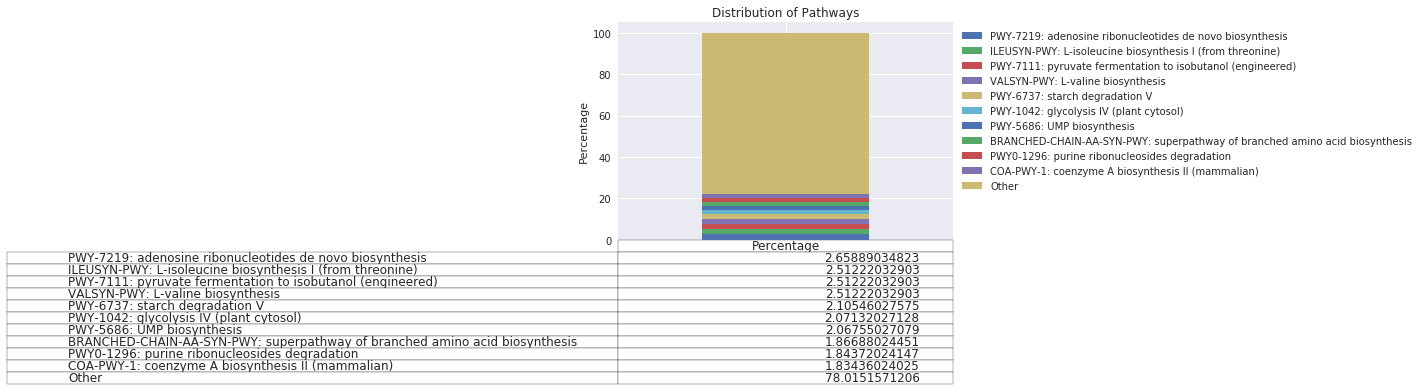 Distribution of Pathways
Percentage
100
80
60
40
20
0
PWY-7219: adenosine ribonucleotides de novo biosynthesis
ILEUSYN-PWY: L-isoleucine biosynthesis I (from threonine)
PWY-7111: pyruvate fermentation to isobutanol (engineered)
VALSYN-PWY: L-valine biosynthesis
PWY-6737: starch degradation V
PWY-1042: glycolysis IV (plant cytosol)
PWY-5686: UMP biosynthesis
BRANCHED-CHAIN-AA-SYN-PWY: superpathway of branched amino acid biosynthesis
PWY0-1296: purine ribonucleosides degradation
COA-PWY-1: coenzyme A biosynthesis II (mammalian)
Other
Percentage
PWY-7219: adenosine ribonucleotides de novo biosynthesis 2.65889034823
ILEUSYN-PWY: L-isoleucine biosynthesis I (from threonine) 2.51222032903
PWY-7111: pyruvate fermentation to isobutanol (engineered) 2.51222032903
VALSYN-PWY: L-valine biosynthesis 2.51222032903
PWY-6737: starch degradation V 2.10546027575
PWY-1042: glycolysis IV (plant cytosol) 2.07132027128
PWY-5686: UMP biosynthesis 2.06755027079
BRANCHED-CHAIN-AA-SYN-PWY: superpathway of branched amino acid biosynthesis 1.86688024451
PWY0-1296: purine ribonucleosides degradation 1.84372024147
COA-PWY-1: coenzyme A biosynthesis II (mammalian) 1.83436024025
Other 78.0151571206